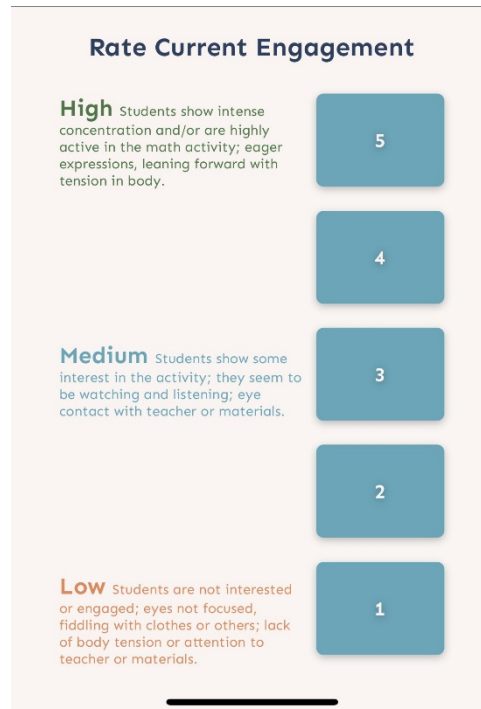 Rate Current Engagement
High Students show intense
concentration and/or are highly
active in the math activity; eager
expressions, leaning forward with
tension in body.
5
4
Medium Students show some
interest in the activity; they seem to
be watching and listening; eye
contact with teacher or materials.
3
2
Low Students are not interested
or engaged; eyes not focused,
fiddling with clothes or others; lack
of body tension or attention to
teacher or materials.
1